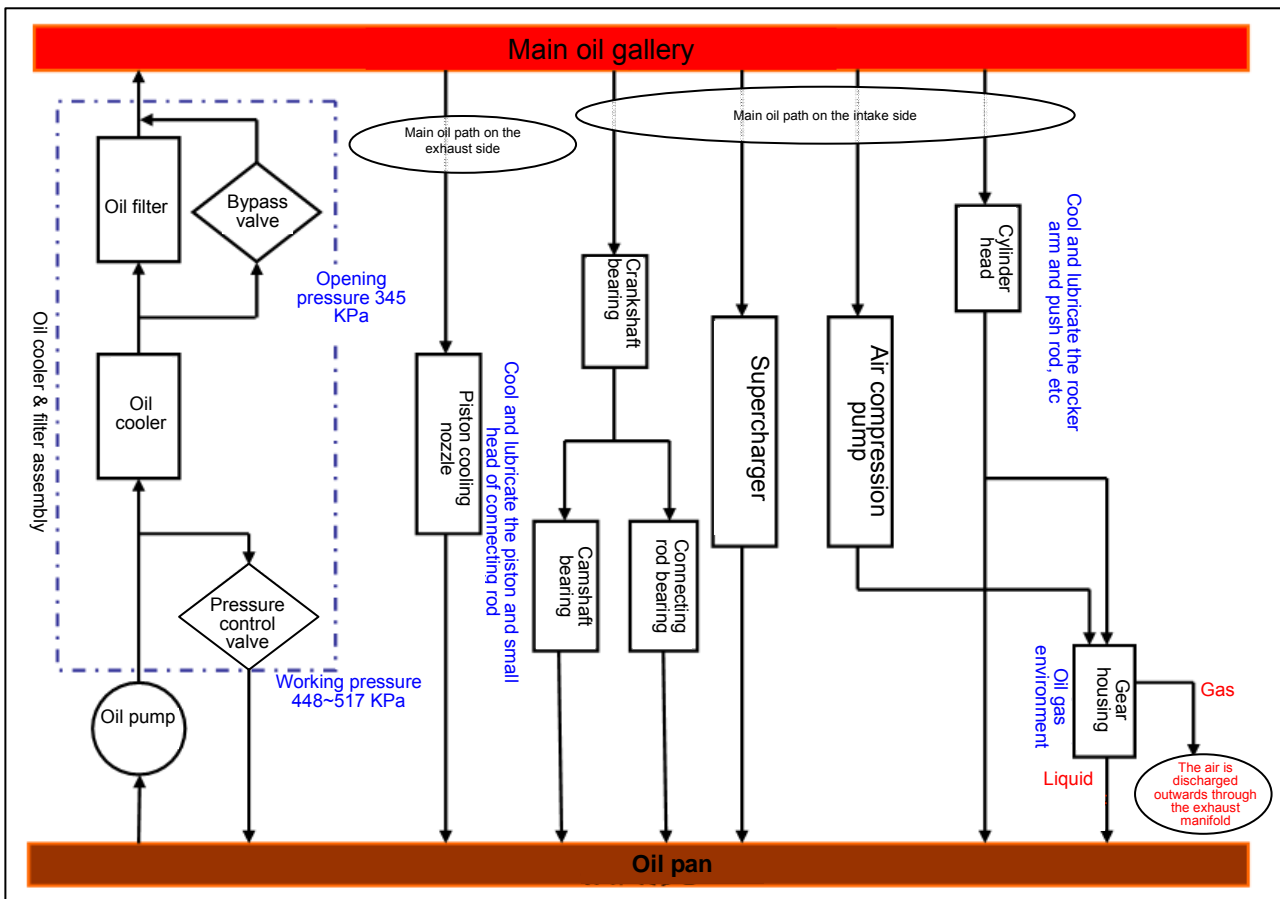 Main oil gallery
Main oil path on the
exhaust side
Main oil path on the intake side
Oil filter
Bypass
valve
Opening
pressure 345
KPa
Oil cooler & filter assembly
Oil
cooler
Pressure
control
valve
Working pressure
448~517 KPa
Oil pump
Piston cooling
nozzle
Cool and lubricate the piston and small
head of connecting rod
Crankshaft
bearing
Camshaft
bearing
Connecting
rod bearing
Supercharger
Air compression
pump
Cylinder
head
Cool and lubricate the rocker
arm and push rod, etc
Oil gas
environment
Gear
housing
Gas
Liquid
The air is
discharged
outwards through
the exhaust
manifold
Oil pan